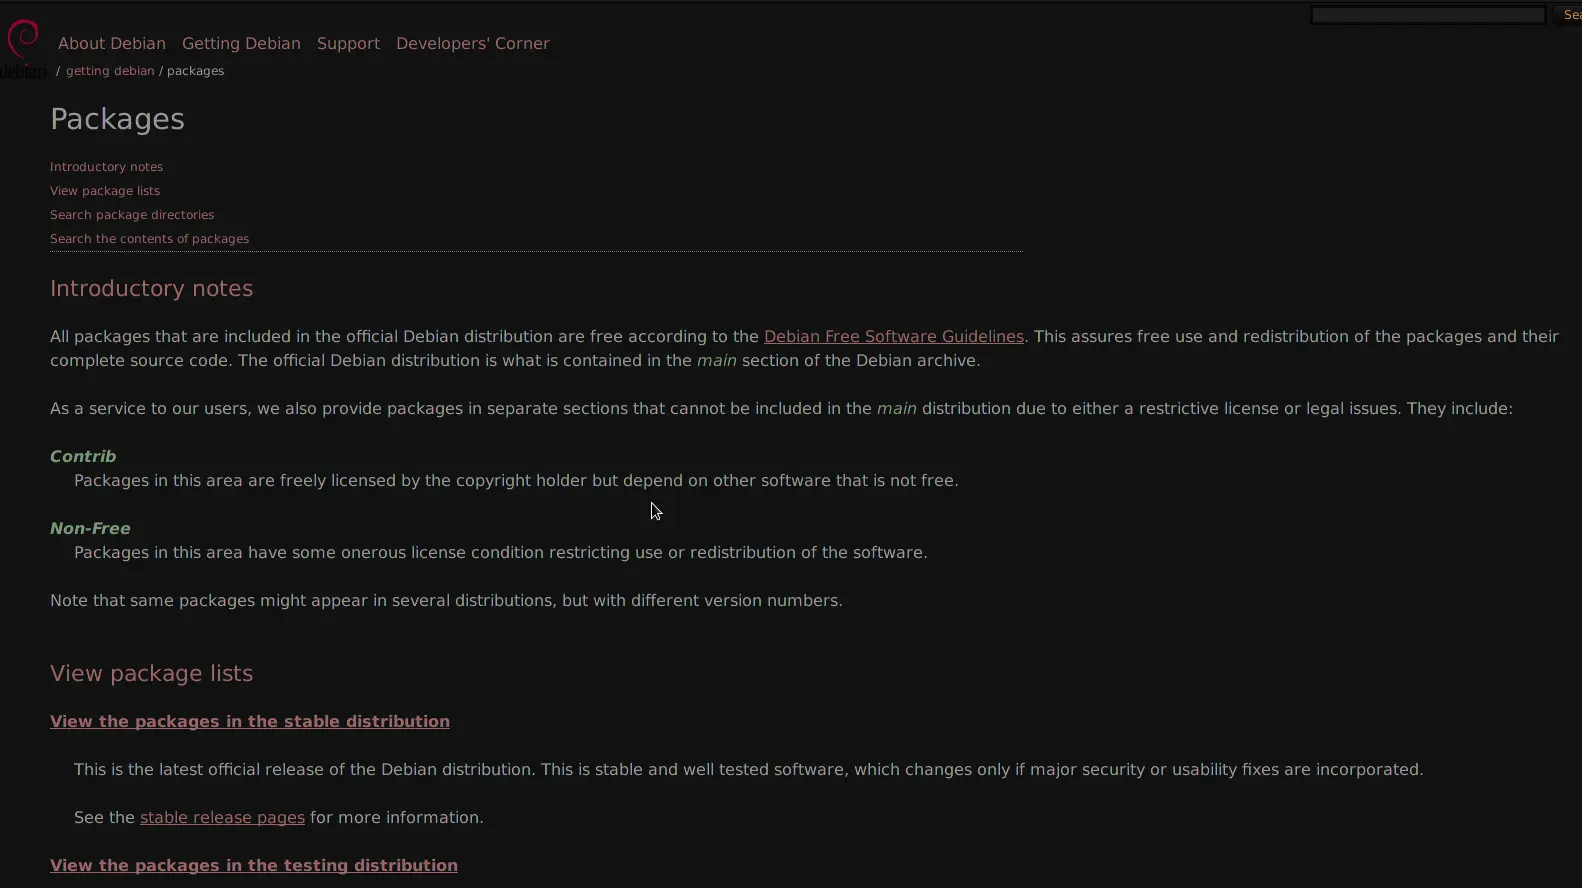 Sea
About Debian Getting Debian Support Developers' Corner
debian
/ getting debian / packages
Packages
Introductory notes
View package lists
Search package directories
Search the contents of packages
Introductory notes
All packages that are included in the official Debian distribution are free according to the Debian Free Software Guidelines. This assures free use and redistribution of the packages and their
complete source code. The official Debian distribution is what is contained in the main section of the Debian archive.
As a service to our users, we also provide packages in separate sections that cannot be included in the main distribution due to either a restrictive license or legal issues. They include:
Contrib
Packages in this area are freely licensed by the copyright holder but depend on other software that is not free.
Non-Free
Packages in this area have some onerous license condition restricting use or redistribution of the software.
Note that same packages might appear in several distributions, but with different version numbers.
View package lists
View the packages in the stable distribution
This is the latest official release of the Debian distribution. This is stable and well tested software, which changes only if major security or usability fixes are incorporated.
See the stable release pages for more information.
View the packages in the testing distribution